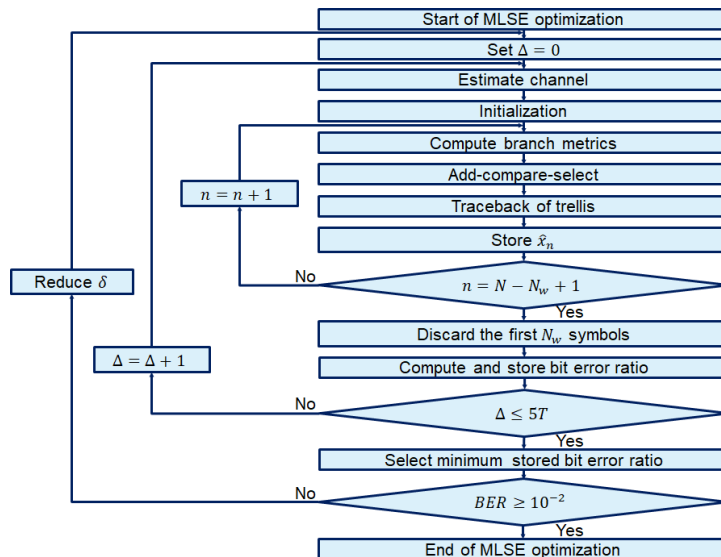 Start of MLSE optimization
Set Δ = 0
Estimate channel
Initialization
Compute branch metrics
Add-compare-select
n = n + 1
Traceback of trellis
Store x̂ₙ
No
n = N − N_w + 1
Reduce δ
Yes
Discard the first N_w symbols
Δ = Δ + 1
Compute and store bit error ratio
No
Δ ≤ 5T
Yes
Select minimum stored bit error ratio
No
BER ≥ 10⁻²
Yes
End of MLSE optimization